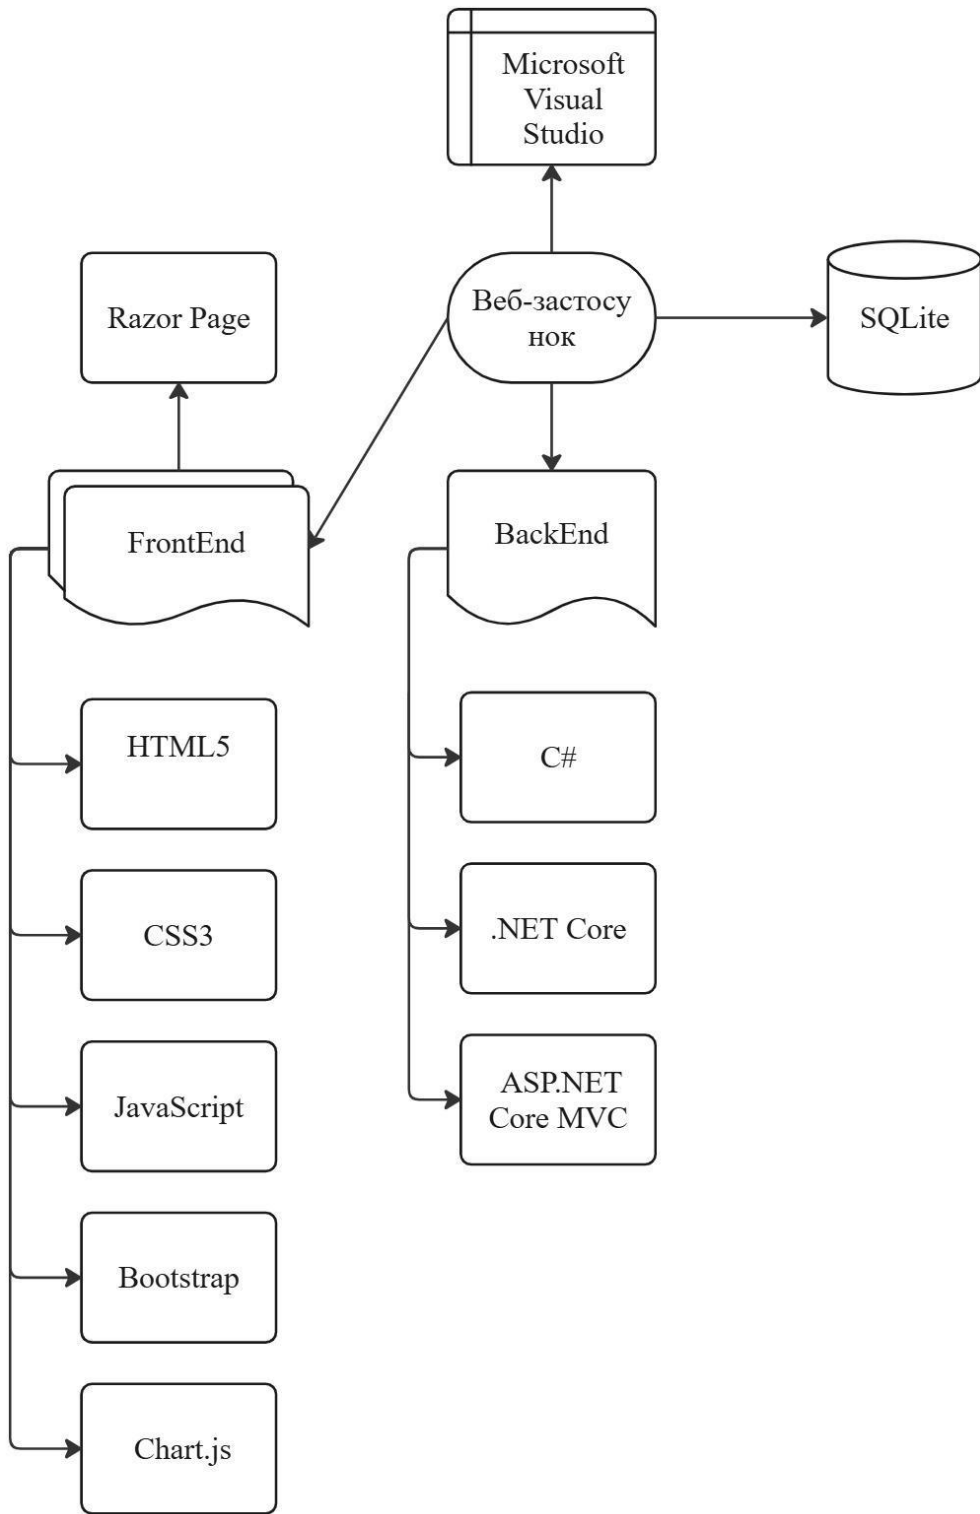 Microsoft
Visual
Studio
Razor Page
Веб-застосу
нок
SQLite
FrontEnd
BackEnd
HTML5
C#
CSS3
.NET Core
JavaScript
ASP.NET
Core MVC
Bootstrap
Chart.js